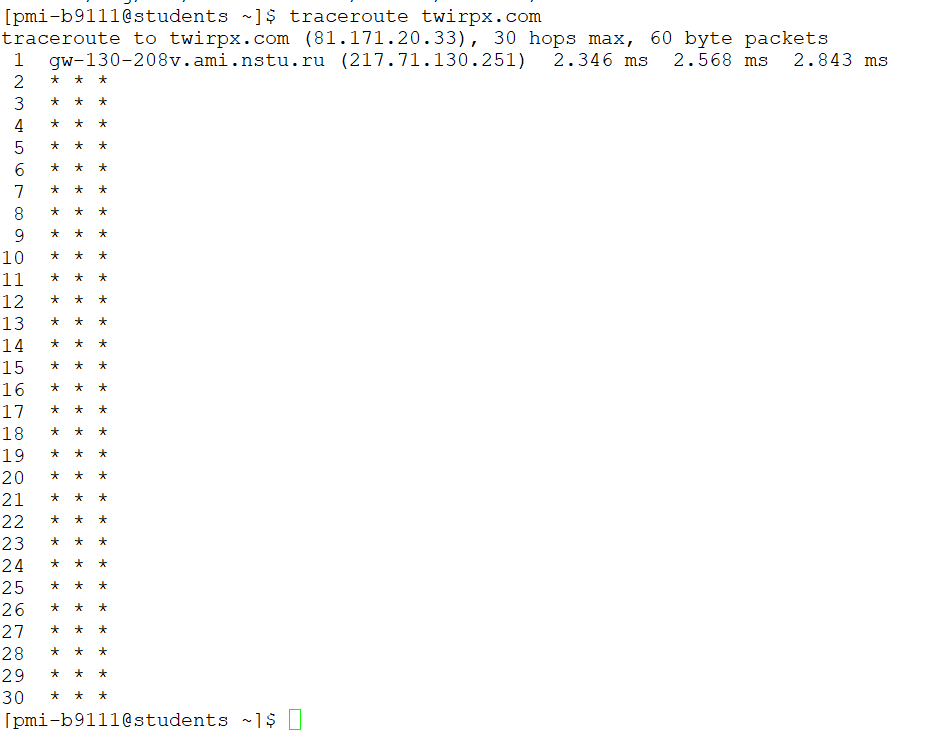 [pmi-b9111@students ~]$ traceroute twirpx.com
traceroute to twirpx.com (81.171.20.33), 30 hops max, 60 byte packets
 1  gw-130-208v.ami.nstu.ru (217.71.130.251)  2.346 ms  2.568 ms  2.843 ms
 2  * * *
 3  * * *
 4  * * *
 5  * * *
 6  * * *
 7  * * *
 8  * * *
 9  * * *
10  * * *
11  * * *
12  * * *
13  * * *
14  * * *
15  * * *
16  * * *
17  * * *
18  * * *
19  * * *
20  * * *
21  * * *
22  * * *
23  * * *
24  * * *
25  * * *
26  * * *
27  * * *
28  * * *
29  * * *
30  * * *
[pmi-b9111@students ~]$